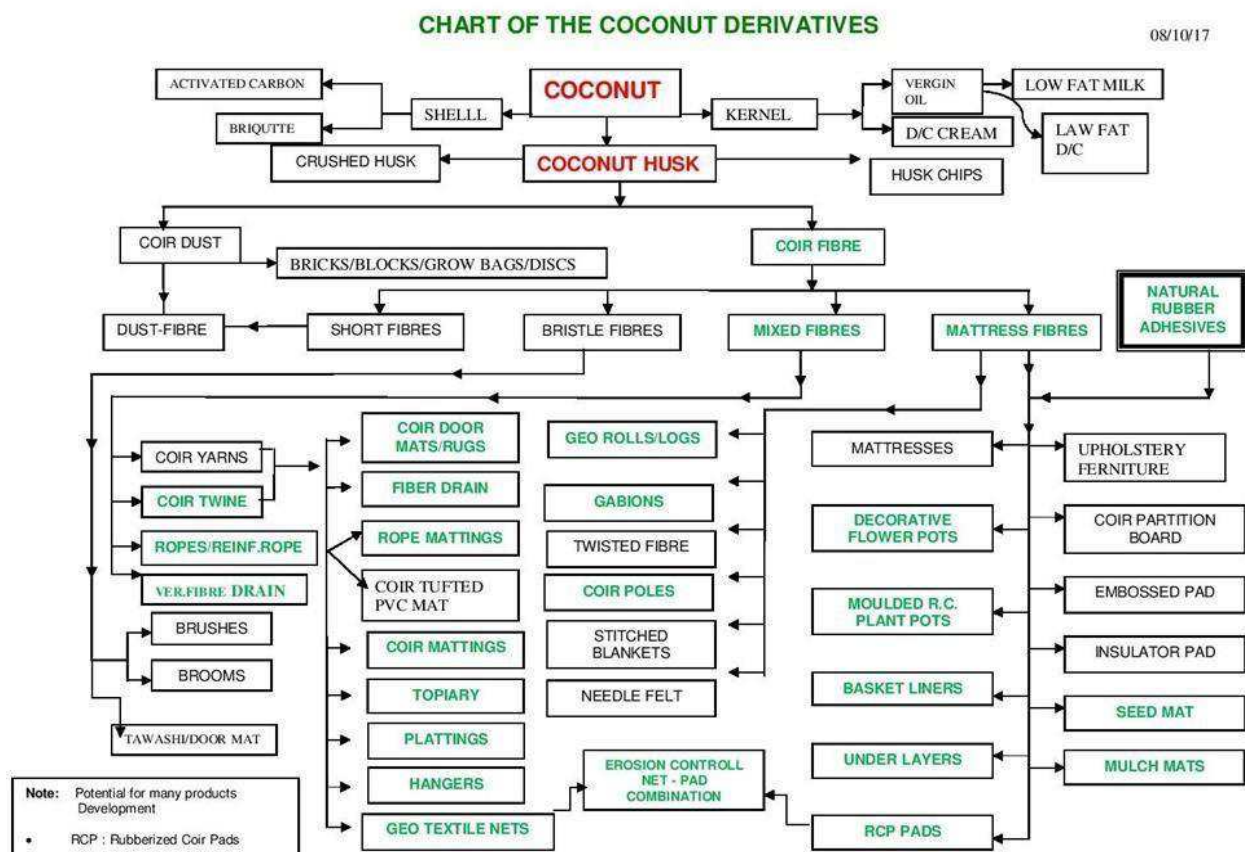 CHART OF THE COCONUT DERIVATIVES
08/10/17
ACTIVATED CARBON
COCONUT
VERGIN
OIL
LOW FAT MILK
SHELLL
KERNEL
BRIQUTTE
D/C CREAM
LAW FAT
D/C
CRUSHED HUSK
COCONUT HUSK
HUSK CHIPS
COIR DUST
COIR FIBRE
BRICKS/BLOCKS/GROW BAGS/DISCS
NATURAL
RUBBER
ADHESIVES
DUST-FIBRE
SHORT FIBRES
BRISTLE FIBRES
MIXED FIBRES
MATTRESS FIBRES
COIR YARNS
COIR TWINE
ROPES/REINF.ROPE
VER.FIBRE DRAIN
BRUSHES
BROOMS
TAWASHI/DOOR MAT
COIR DOOR
MATS/RUGS
FIBER DRAIN
ROPE MATTINGS
COIR TUFTED
PVC MAT
COIR MATTINGS
TOPIARY
PLATTINGS
HANGERS
GEO TEXTILE NETS
GEO ROLLS/LOGS
GABIONS
TWISTED FIBRE
COIR POLES
STITCHED
BLANKETS
NEEDLE FELT
EROSION CONTROLL
NET - PAD
COMBINATION
MATTRESSES
DECORATIVE
FLOWER POTS
MOULDED R.C.
PLANT POTS
BASKET LINERS
UNDER LAYERS
RCP PADS
UPHOLSTERY
FERNITURE
COIR PARTITION
BOARD
EMBOSSED PAD
INSULATOR PAD
SEED MAT
MULCH MATS
Note: Potential for many products
Development
• RCP : Rubberized Coir Pads